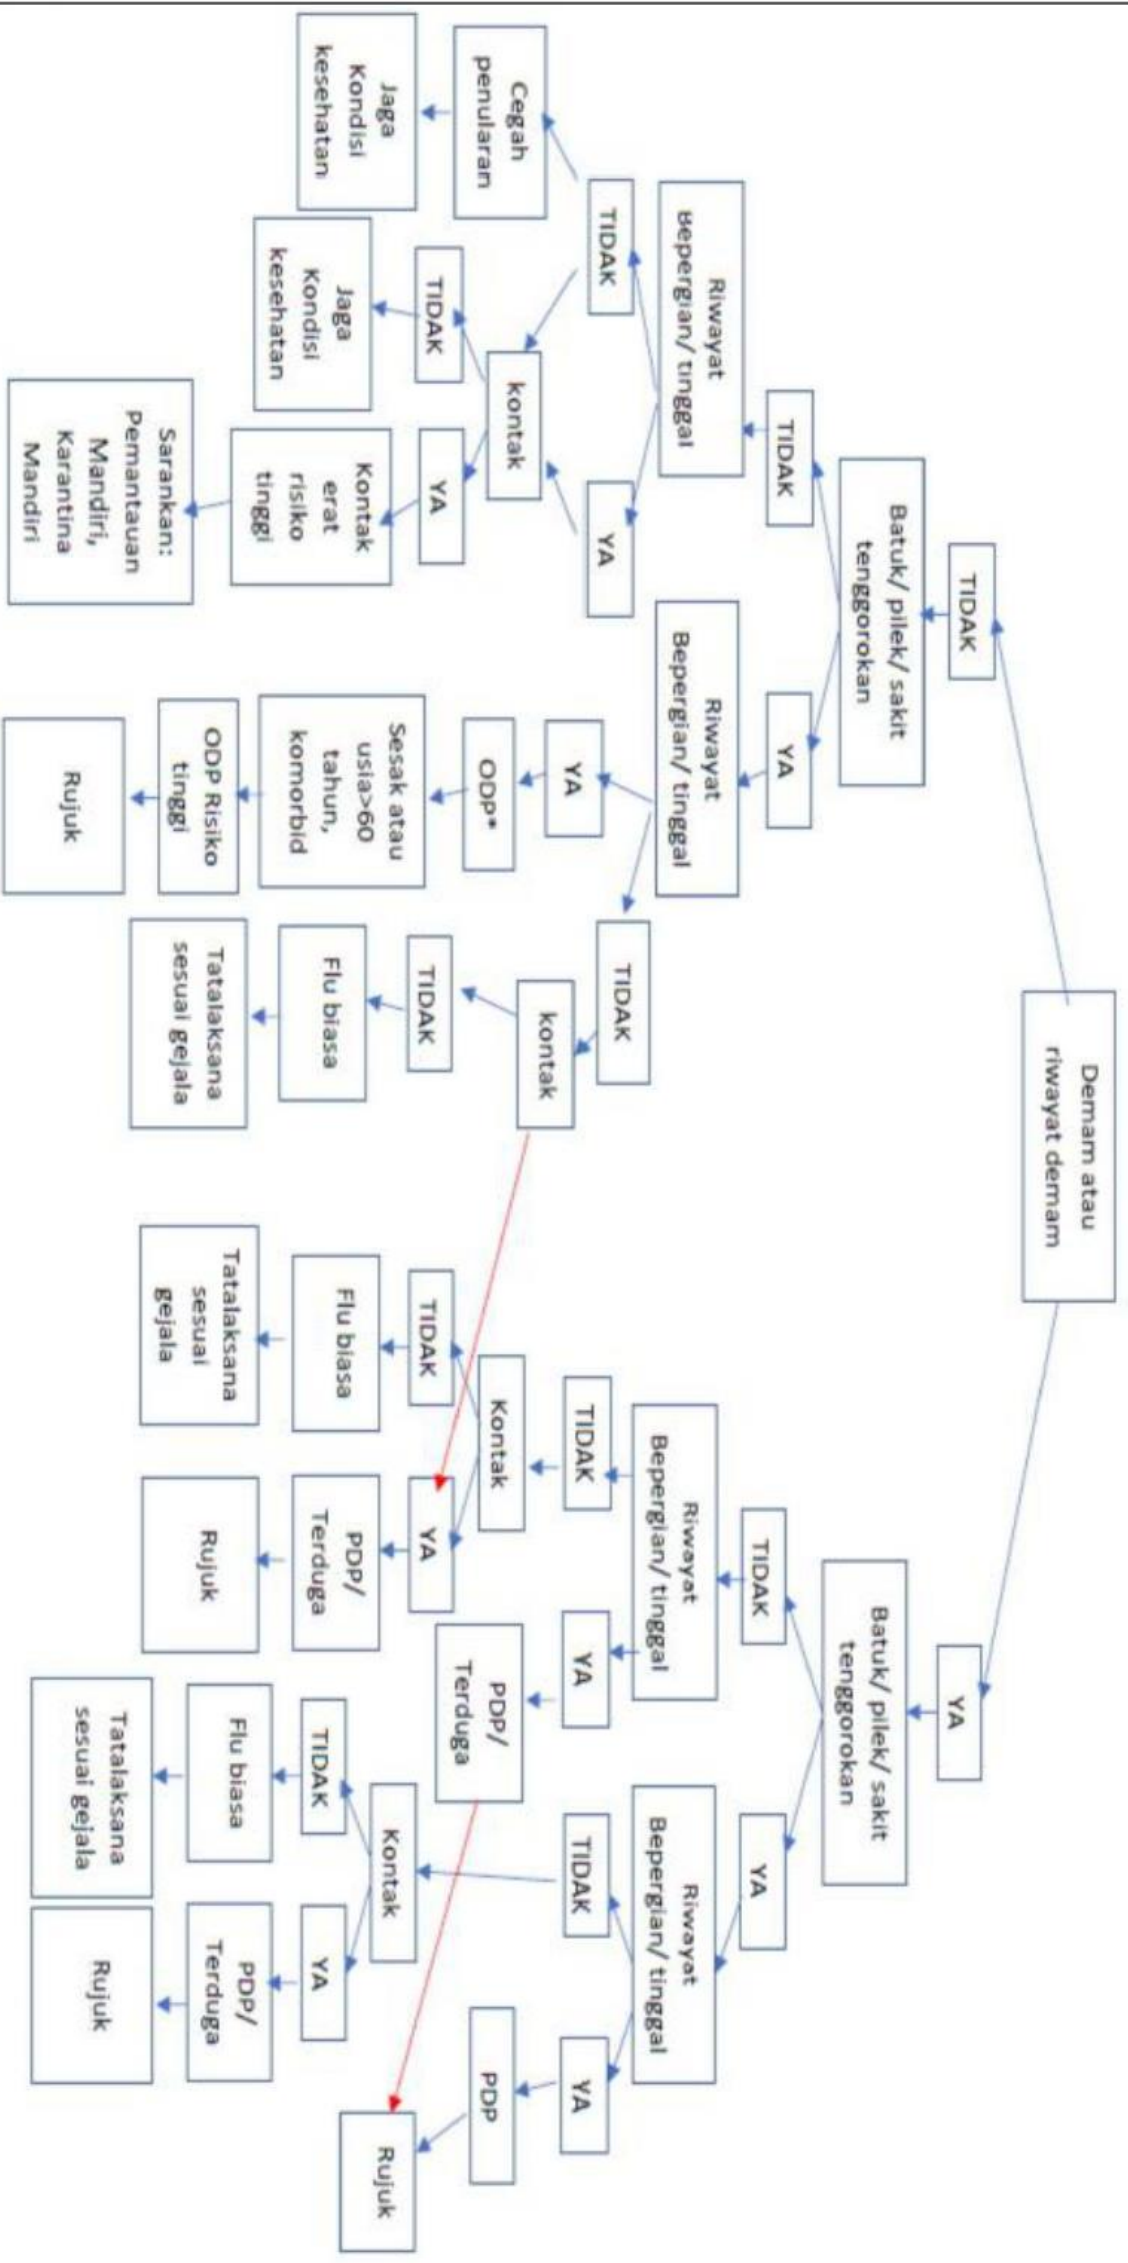 Demam atau
riwayat demam
TIDAK
YA
Batuk/ pilek/ sakit
tenggorokan
Batuk/ pilek/ sakit
tenggorokan
TIDAK
YA
TIDAK
YA
Riwayat
Bepergian/ tinggal
Riwayat
Bepergian/ tinggal
Riwayat
Bepergian/ tinggal
Riwayat
Bepergian/ tinggal
TIDAK
YA
YA
TIDAK
TIDAK
YA
TIDAK
YA
Cegah
penularan
kontak
ODP*
kontak
Kontak
PDP/
Terduga
PDP
Jaga
Kondisi
kesehatan
TIDAK
YA
Sesak atau
usia>60
tahun,
komorbid
TIDAK
TIDAK
YA
Kontak
Rujuk
Jaga
Kondisi
kesehatan
Kontak
erat
risiko
tinggi
ODP Risiko
tinggi
Flu biasa
Flu biasa
PDP/
Terduga
TIDAK
YA
Sarankan:
Pemantauan
Mandiri,
Karantina
Mandiri
Rujuk
Tatalaksana
sesuai gejala
Tatalaksana
sesuai
gejala
Rujuk
Flu biasa
PDP/
Terduga
Tatalaksana
sesuai gejala
Rujuk